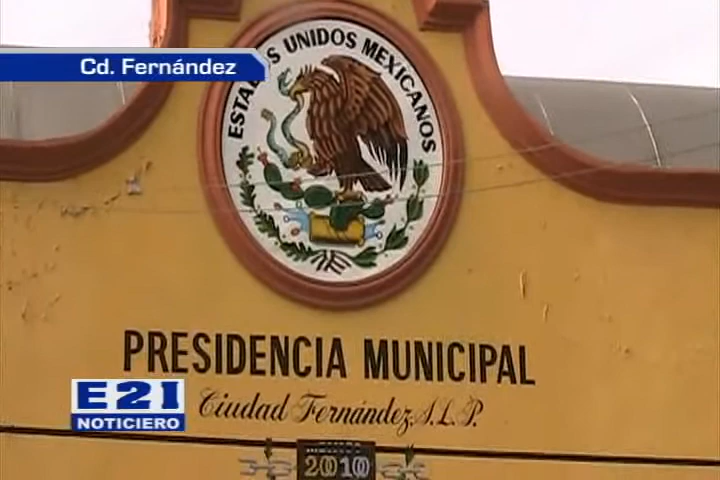 Cd. Fernández
ESTADOS UNIDOS MEXICANOS
PRESIDENCIA MUNICIPAL
Ciudad Fernández, S.L.P.
E21
NOTICIERO
2010